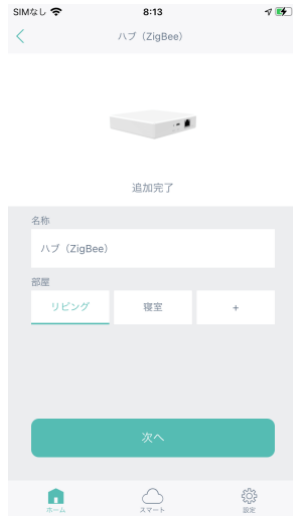 SIMなし 8:13
ハブ（ZigBee）
追加完了
名称
ハブ（ZigBee）
部屋
リビング 寝室 +
次へ
ホーム スマート 設定